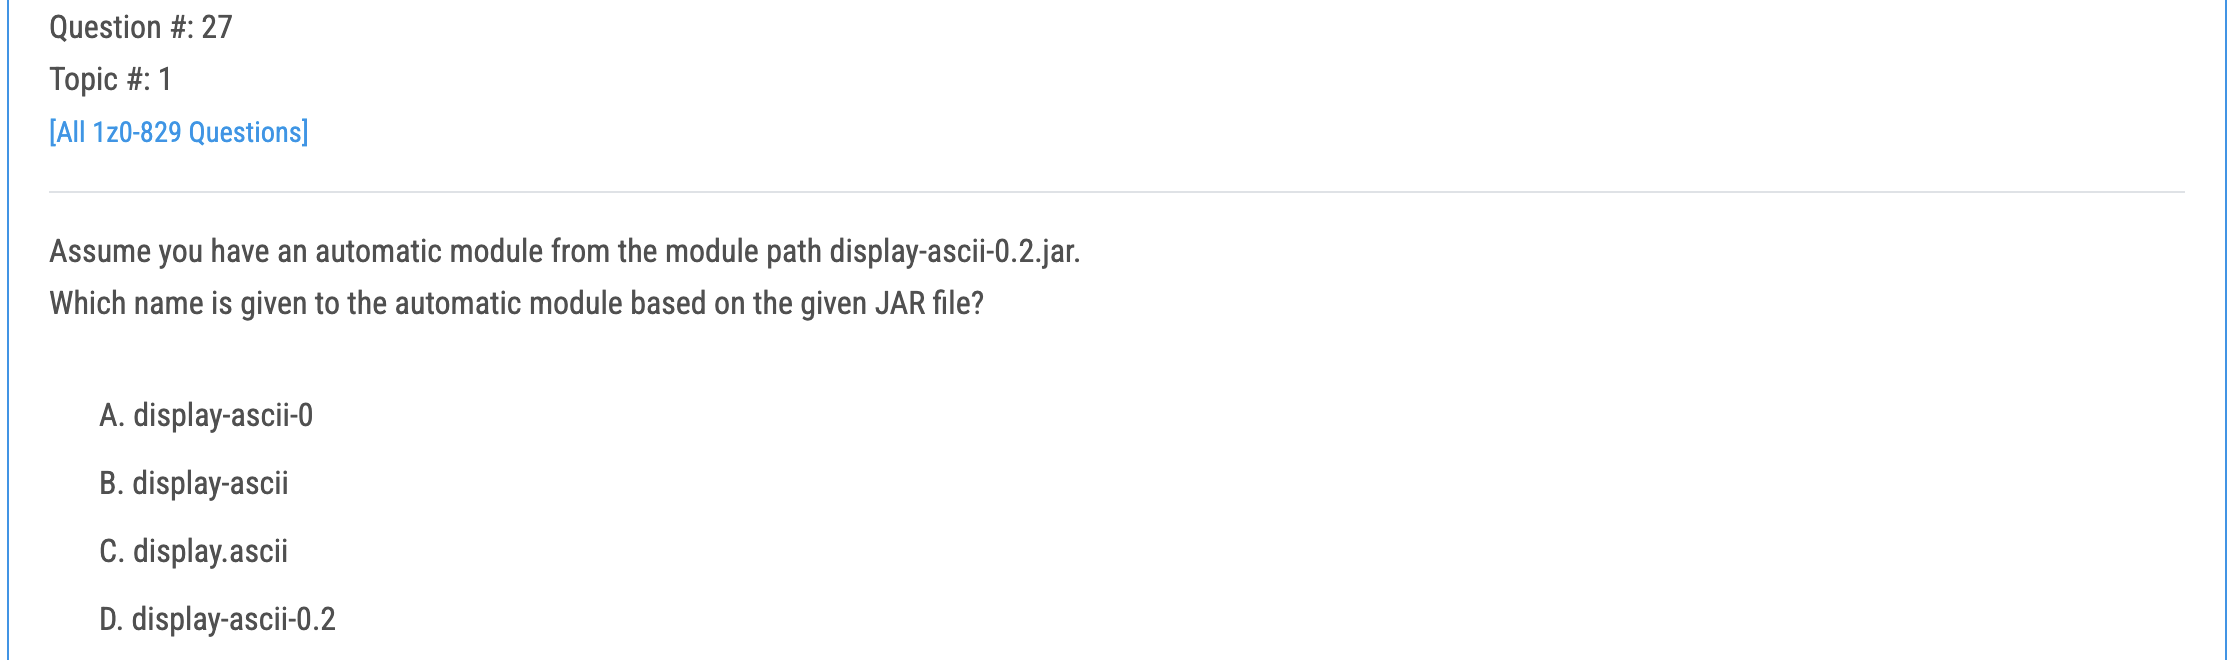 Question #: 27
Topic #: 1
[All 1z0-829 Questions]
Assume you have an automatic module from the module path display-ascii-0.2.jar.
Which name is given to the automatic module based on the given JAR file?
A. display-ascii-0
B. display-ascii
C. display.ascii
D. display-ascii-0.2